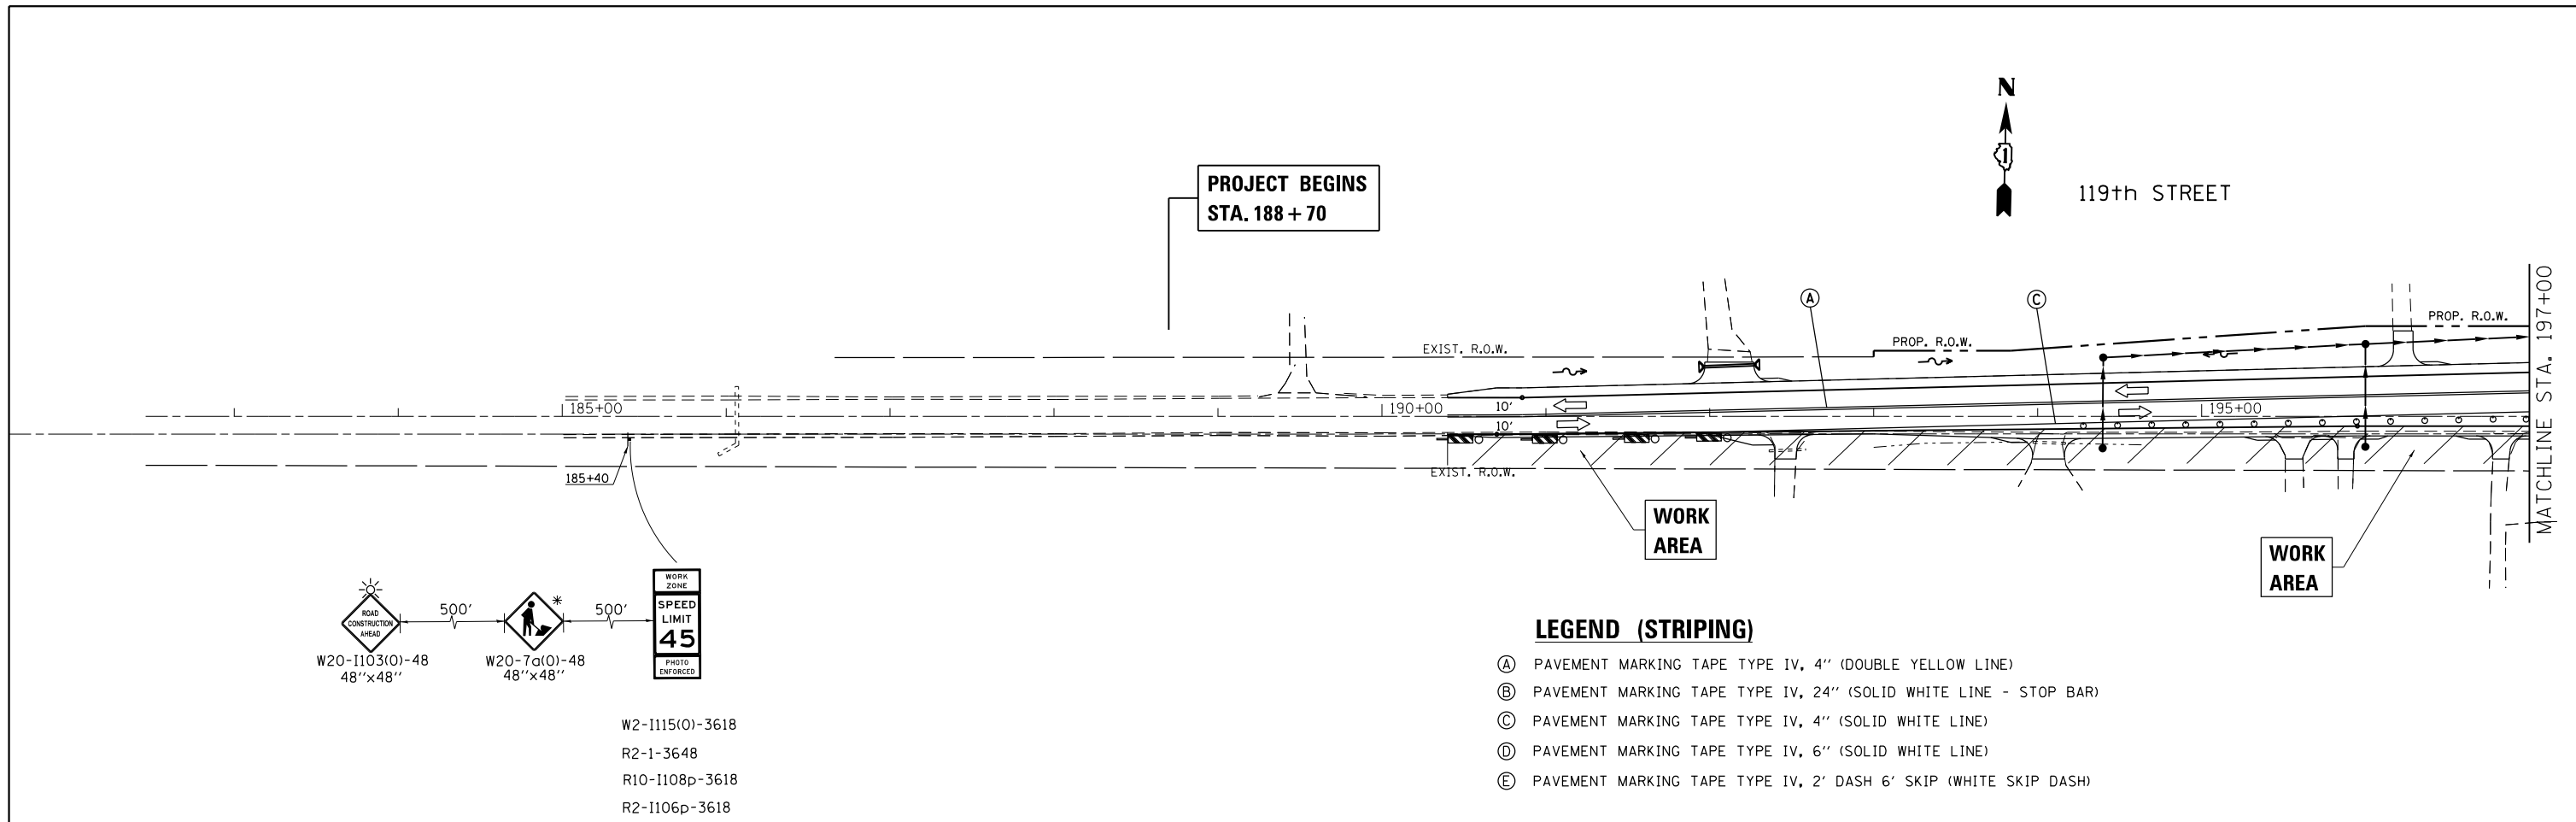 PROJECT BEGINS
STA. 188+70
N
1
119th STREET
A
C
MATCHLINE STA. 197+00
PROP. R.O.W.
PROP. R.O.W.
EXIST. R.O.W.
185+00
190+00
195+00
10'
10'
EXIST. R.O.W.
185+40
WORK
AREA
WORK
AREA
ROAD
CONSTRUCTION
AHEAD
500'
*
500'
WORK
ZONE
SPEED
LIMIT
45
PHOTO
ENFORCED
W20-I103(0)-48
48''x48''
W20-7a(0)-48
48''x48''
W2-I115(0)-3618
R2-1-3648
R10-I108p-3618
R2-I106p-3618
LEGEND (STRIPING)
A PAVEMENT MARKING TAPE TYPE IV, 4'' (DOUBLE YELLOW LINE)
B PAVEMENT MARKING TAPE TYPE IV, 24'' (SOLID WHITE LINE - STOP BAR)
C PAVEMENT MARKING TAPE TYPE IV, 4'' (SOLID WHITE LINE)
D PAVEMENT MARKING TAPE TYPE IV, 6'' (SOLID WHITE LINE)
E PAVEMENT MARKING TAPE TYPE IV, 2' DASH 6' SKIP (WHITE SKIP DASH)